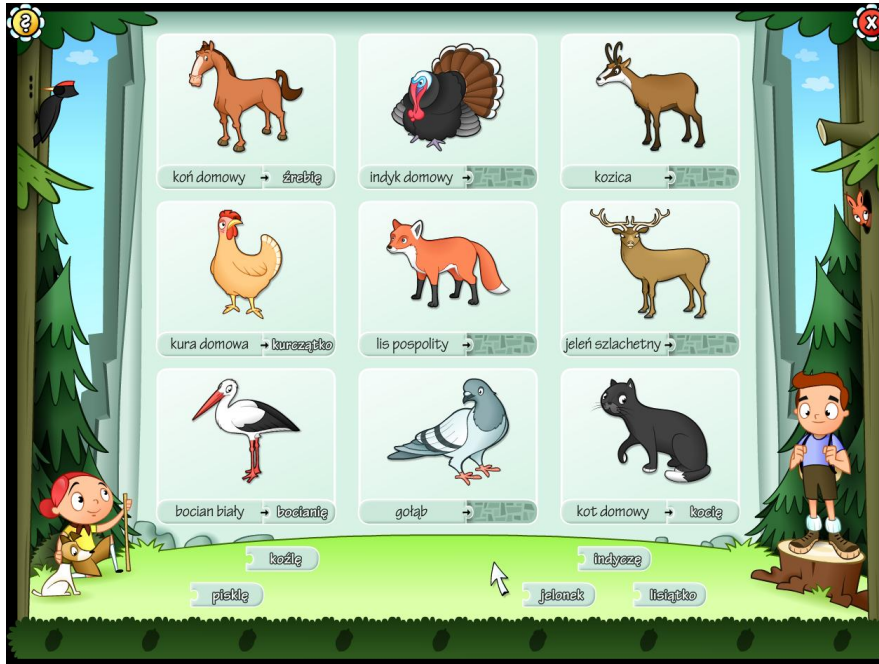 ?
X
koń domowy → źrebię
indyk domowy →
kozica →
kura domowa → kurczątko
lis pospolity →
jeleń szlachetny →
bocian biały → bocianię
gołąb →
kot domowy → kocię
koźlę
indyczę
pisklę
jelonek
lisiątko